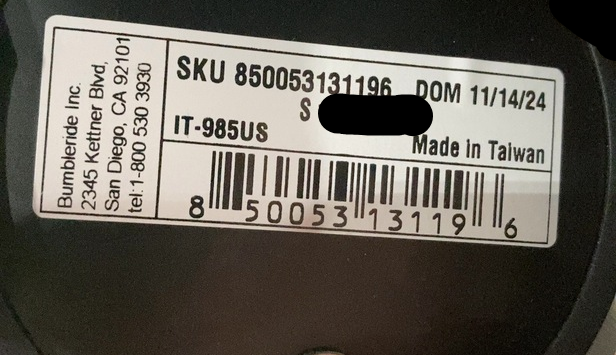 Bumbleride Inc.
2345 Kettner Blvd,
San Diego, CA 92101
tel:1-800 530 3930
SKU 850053131196 DOM 11/14/24
S
IT-985US
Made in Taiwan
8 50053 13119 6